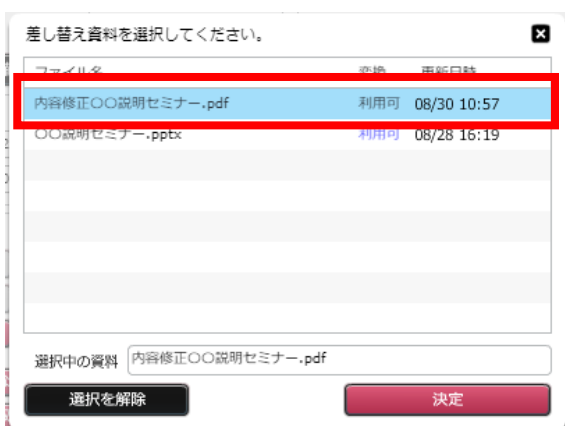 差し替え資料を選択してください。
ファイル名 変換 更新日時
内容修正〇〇説明セミナー.pdf 利用可 08/30 10:57
〇〇説明セミナー.pptx 利用可 08/28 16:19
選択中の資料 内容修正〇〇説明セミナー.pdf
選択を解除 決定